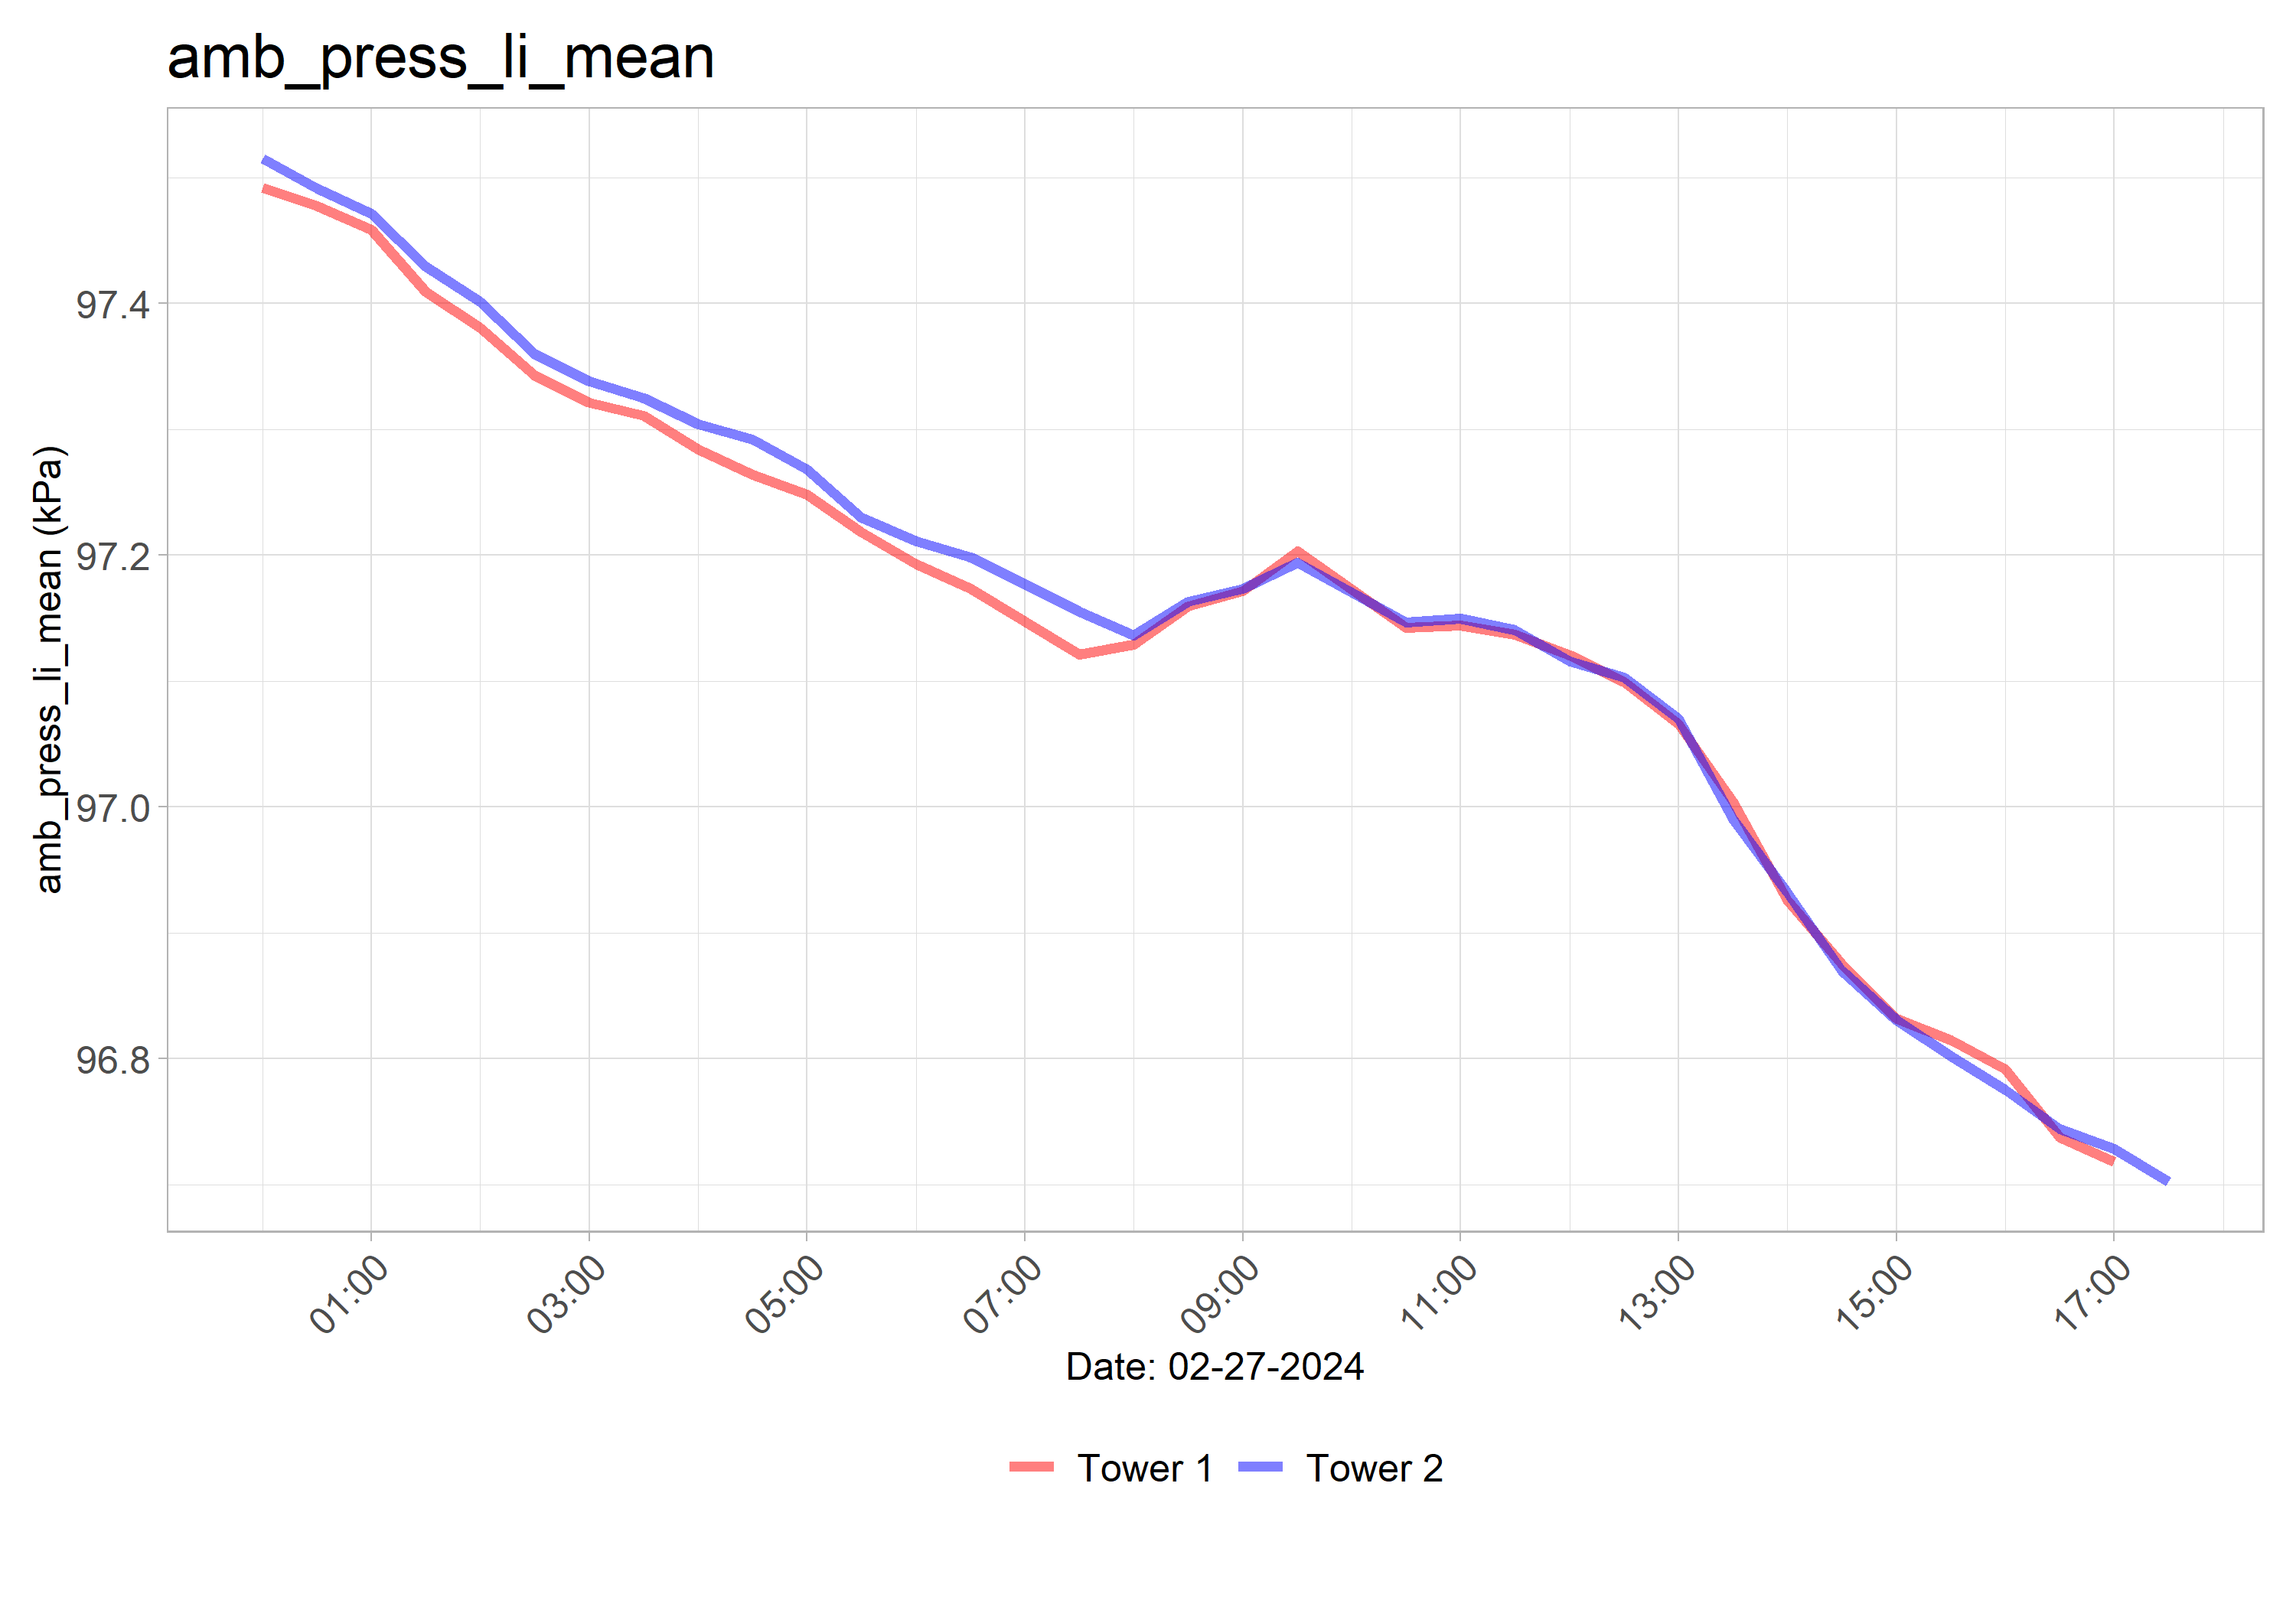 amb_press_li_mean
amb_press_li_mean (kPa)
97.4
97.2
97.0
96.8
01:00
03:00
05:00
07:00
09:00
11:00
13:00
15:00
17:00
Date: 02-27-2024
Tower 1
Tower 2